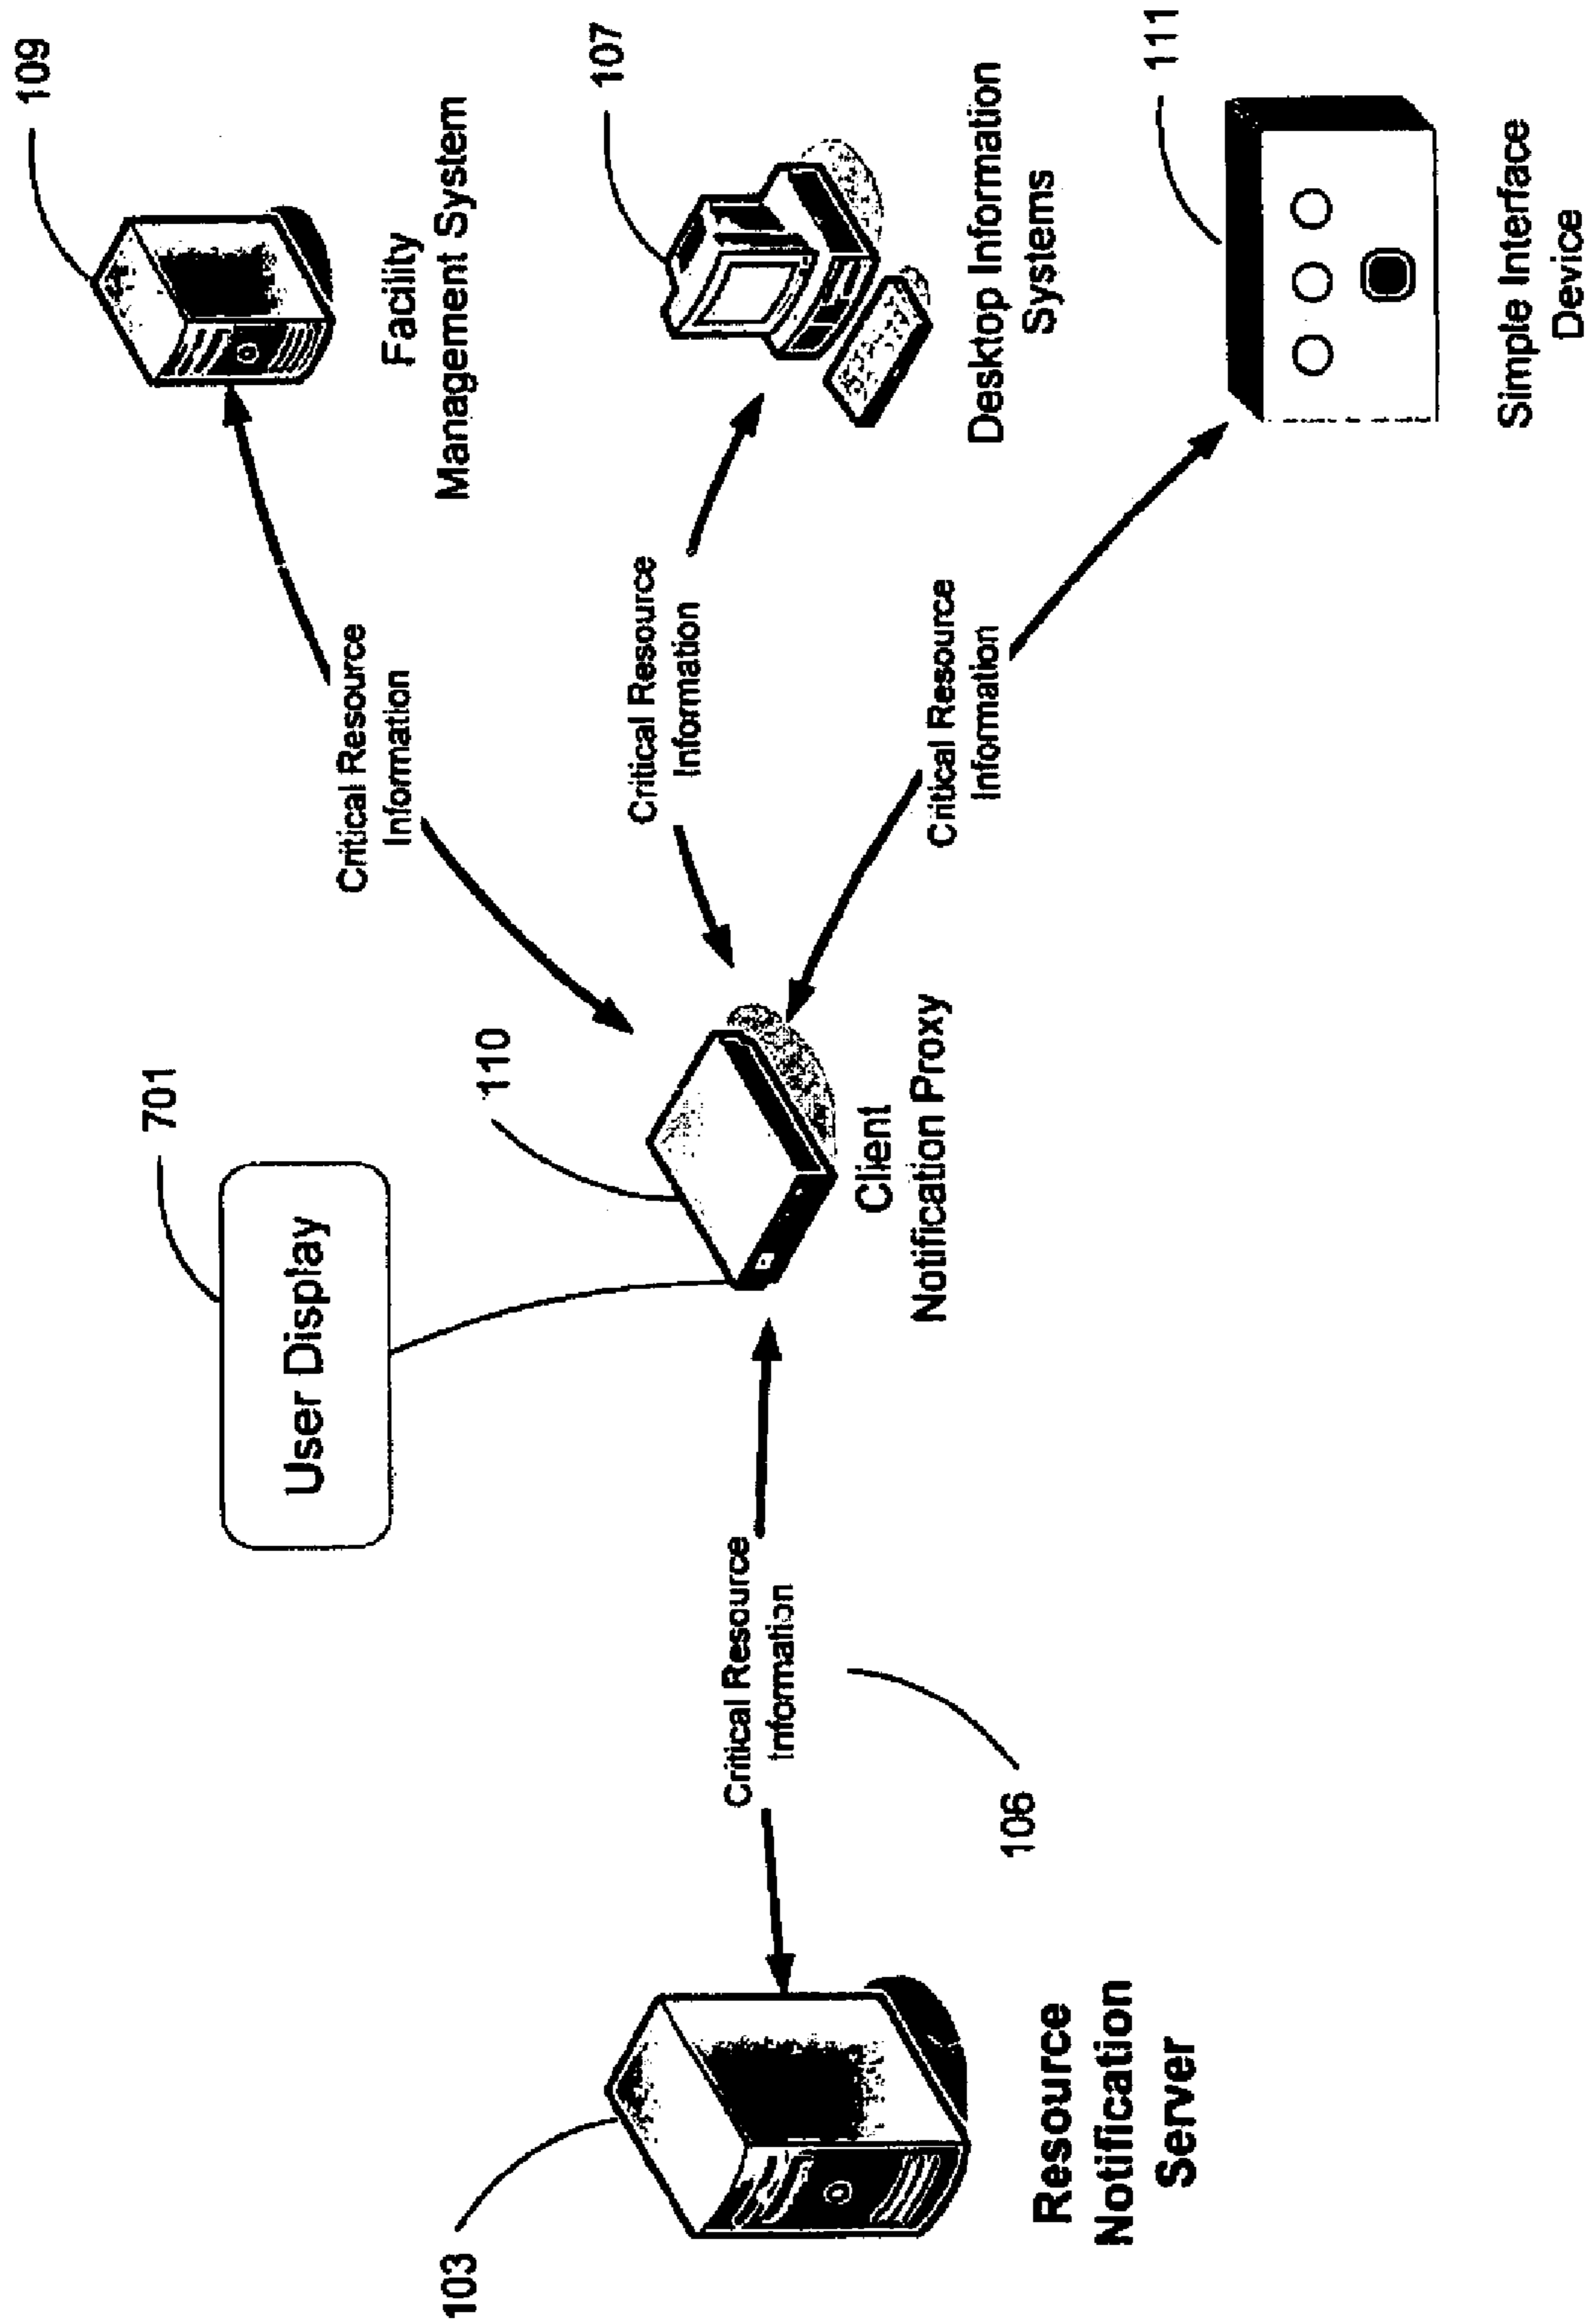 109
Facility
Management System
701
User Display
Critical Resource
Information
110
107
Critical Resource
Information
Desktop Information
Systems
Client
Notification Proxy
Critical Resource
Information
106
Critical Resource
Information
103
Resource
Notification
Server
111
Simple Interface
Device